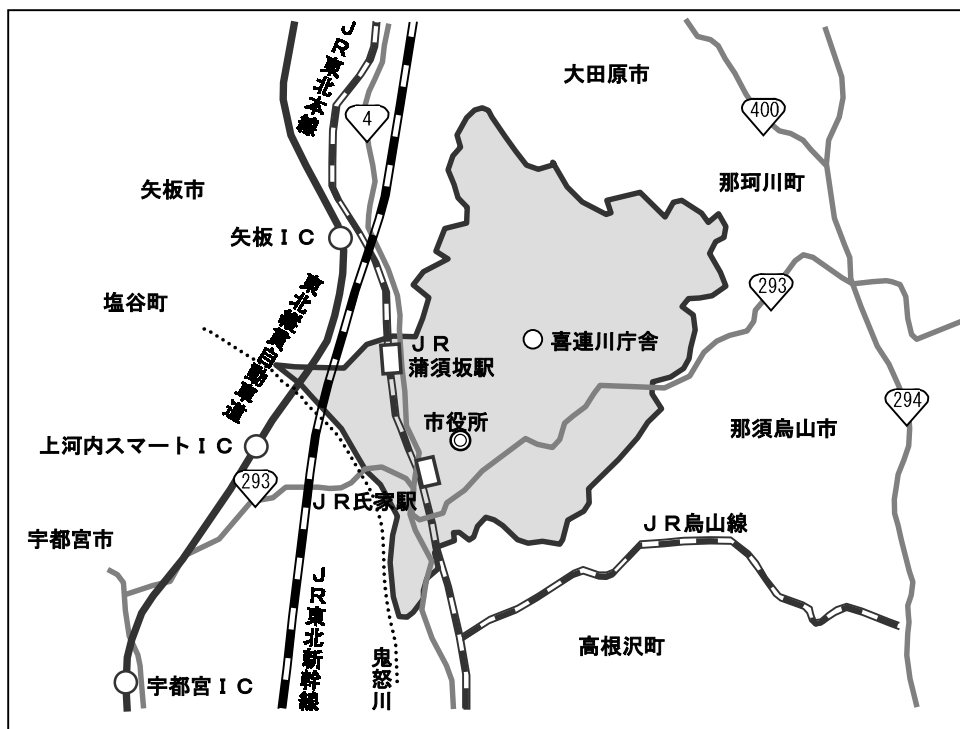 ＪＲ東北本線
4
大田原市
400
那珂川町
矢板市
矢板ＩＣ
293
塩谷町
東北縦貫自動車道
ＪＲ
蒲須坂駅
喜連川庁舎
294
市役所
那須烏山市
上河内スマートＩＣ
293
ＪＲ氏家駅
ＪＲ烏山線
宇都宮市
ＪＲ東北新幹線
鬼怒川
高根沢町
宇都宮ＩＣ